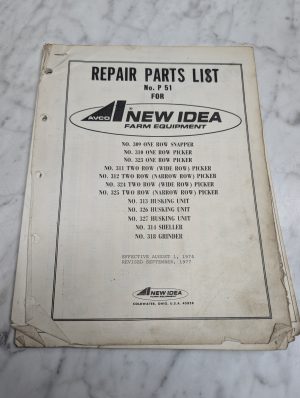 REPAIR PARTS LIST
No. P 51
FOR
AVCO NEW IDEA
FARM EQUIPMENT
NO. 309 ONE ROW SNAPPER
NO. 310 ONE ROW PICKER
NO. 323 ONE ROW PICKER
NO. 311 TWO ROW (WIDE ROW) PICKER
NO. 312 TWO ROW (NARROW ROW) PICKER
NO. 324 TWO ROW (WIDE ROW) PICKER
NO. 325 TWO ROW (NARROW ROW) PICKER
NO. 313 HUSKING UNIT
NO. 326 HUSKING UNIT
NO. 327 HUSKING UNIT
NO. 314 SHELLER
NO. 318 GRINDER
EFFECTIVE AUGUST 1, 1974
REVISED SEPTEMBER, 1977
AVCO NEW IDEA
FARM EQUIPMENT
COLDWATER, OHIO, U.S.A. 45828